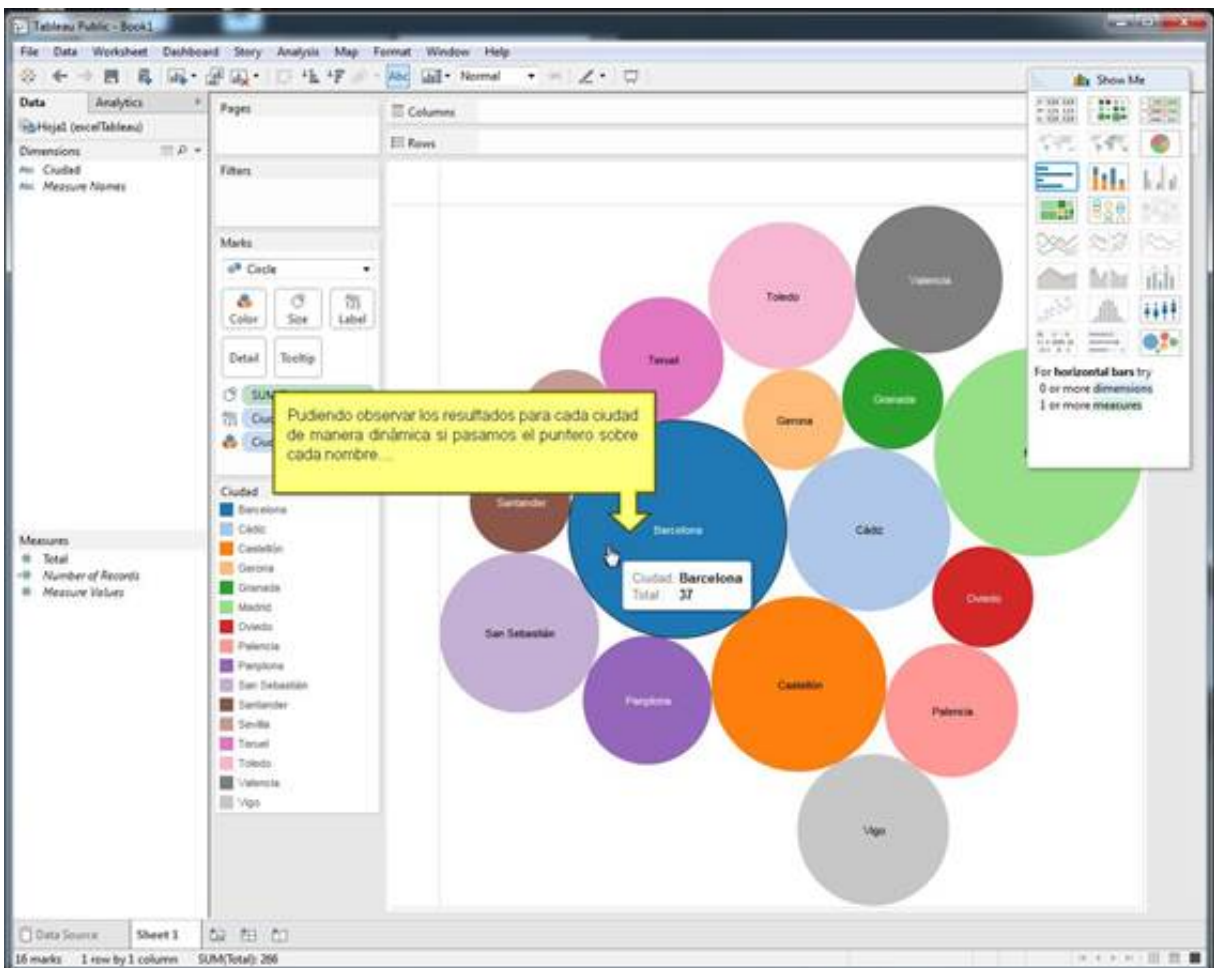 Tableau Public - Book1
File Data Worksheet Dashboard Story Analysis Map Format Window Help
Abc Normal
Data Analytics
Hoja1 (excelTableau)
Dimensions
Abc Ciudad
Abc Measure Names
Measures
Total
Number of Records
Measure Values
Pages
Filters
Marks
Circle
Color Size Label
Detail Tooltip
Ciudad
Barcelona
Cádiz
Castellón
Gerona
Granada
Madrid
Oviedo
Palencia
Pamplona
San Sebastián
Santander
Sevilla
Teruel
Toledo
Valencia
Vigo
Columns
Rows
Valencia
Toledo
Teruel
Granada
Gerona
Pudiendo observar los resultados para cada ciudad
de manera dinámica si pasamos el puntero sobre
cada nombre....
Santander
Barcelona
Cádiz
Ciudad: Barcelona
Total 37
Oviedo
San Sebastián
Castellón
Pamplona
Palencia
Vigo
Show Me
For horizontal bars try
0 or more dimensions
1 or more measures
Data Source Sheet 1
16 marks 1 row by 1 column SUM(Total): 266